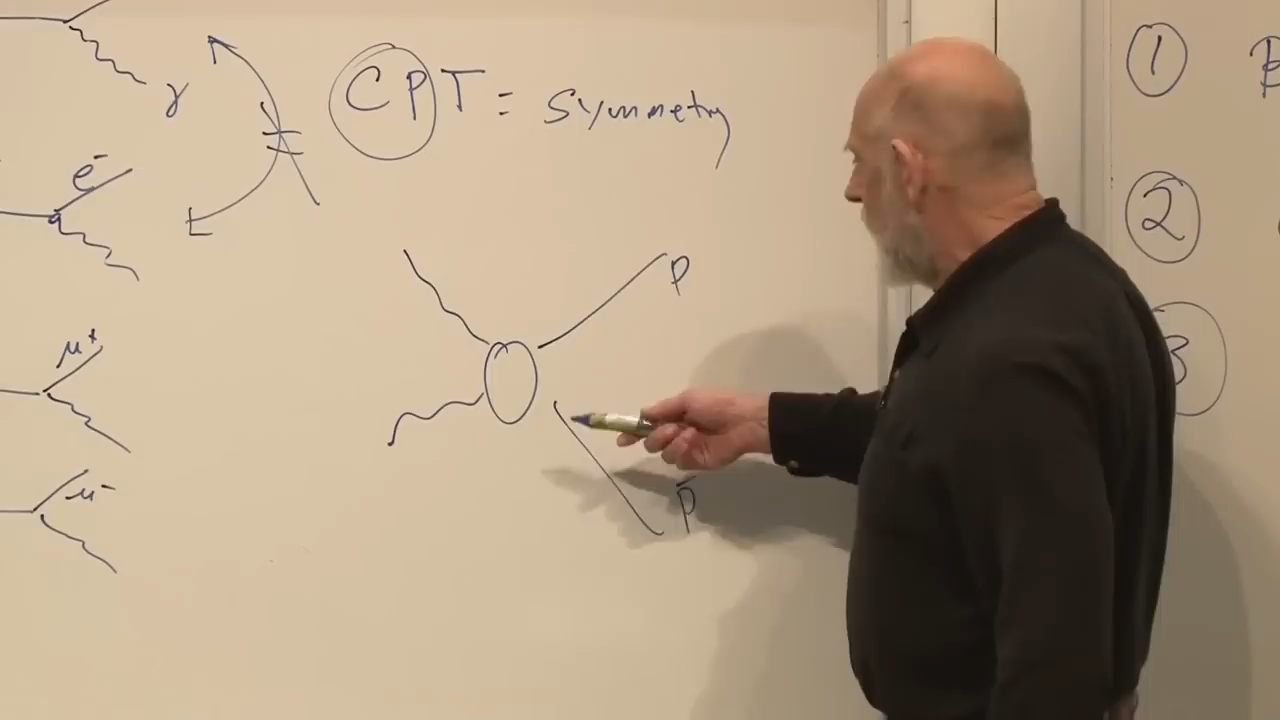 γ
CPT = Symmetry
e⁻
μ⁺
μ⁻
p
p̄
1 B
2
3